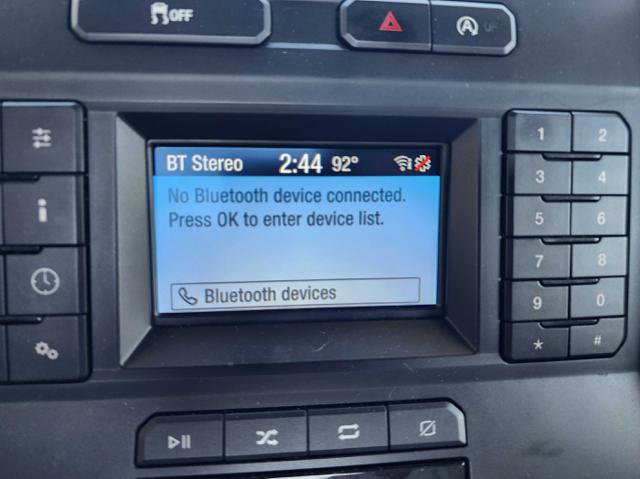 OFF
A OFF
BT Stereo 2:44 92°
No Bluetooth device connected.
Press OK to enter device list.
Bluetooth devices
i
1 2
3 4
5 6
7 8
9 0
* #